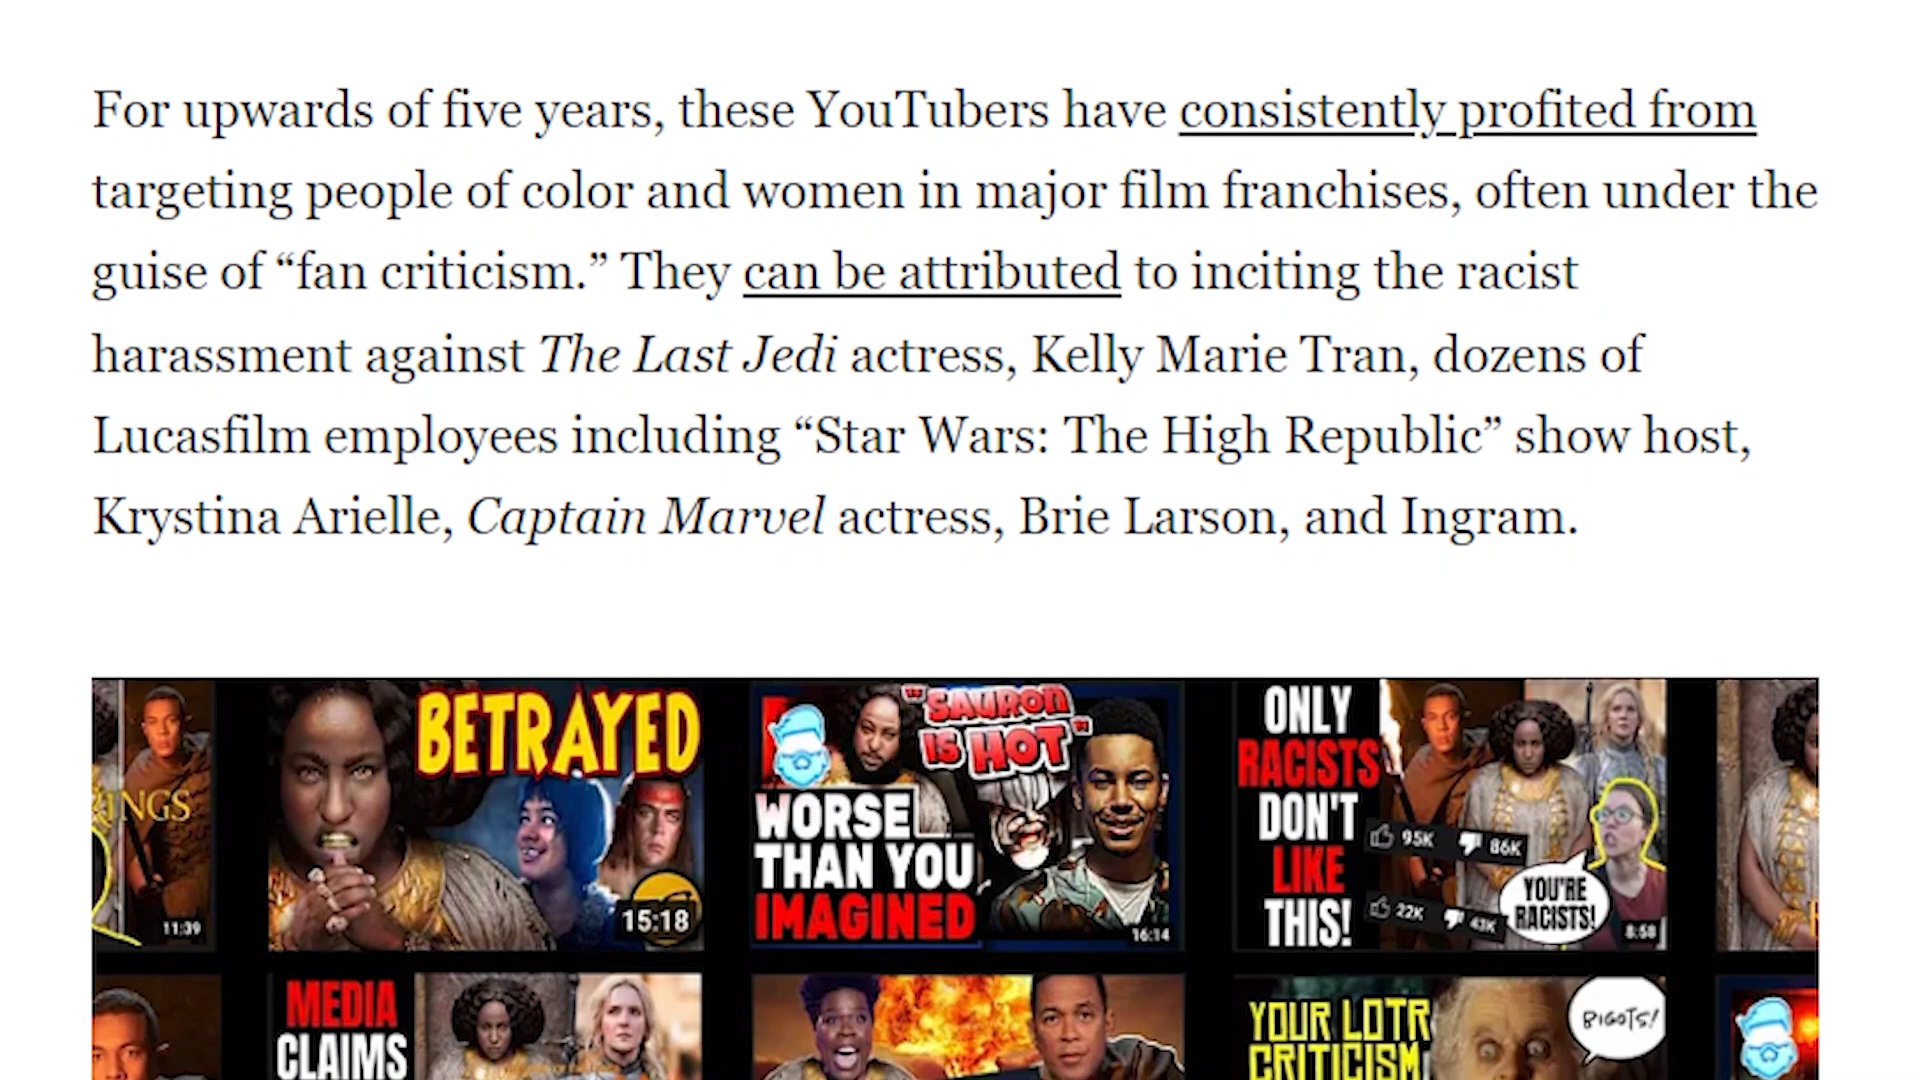 For upwards of five years, these YouTubers have consistently profited from
targeting people of color and women in major film franchises, often under the
guise of “fan criticism.” They can be attributed to inciting the racist
harassment against The Last Jedi actress, Kelly Marie Tran, dozens of
Lucasfilm employees including “Star Wars: The High Republic” show host,
Krystina Arielle, Captain Marvel actress, Brie Larson, and Ingram.
INGS
11:39
BETRAYED
15:18
"SAURON
IS HOT"
WORSE
THAN YOU
IMAGINED
16:14
ONLY
RACISTS
DON'T
LIKE
THIS!
95K 86K
22K 43K
YOU'RE
RACISTS!
8:58
MEDIA
CLAIMS
YOUR LOTR
CRITICISM
BIGOTS!